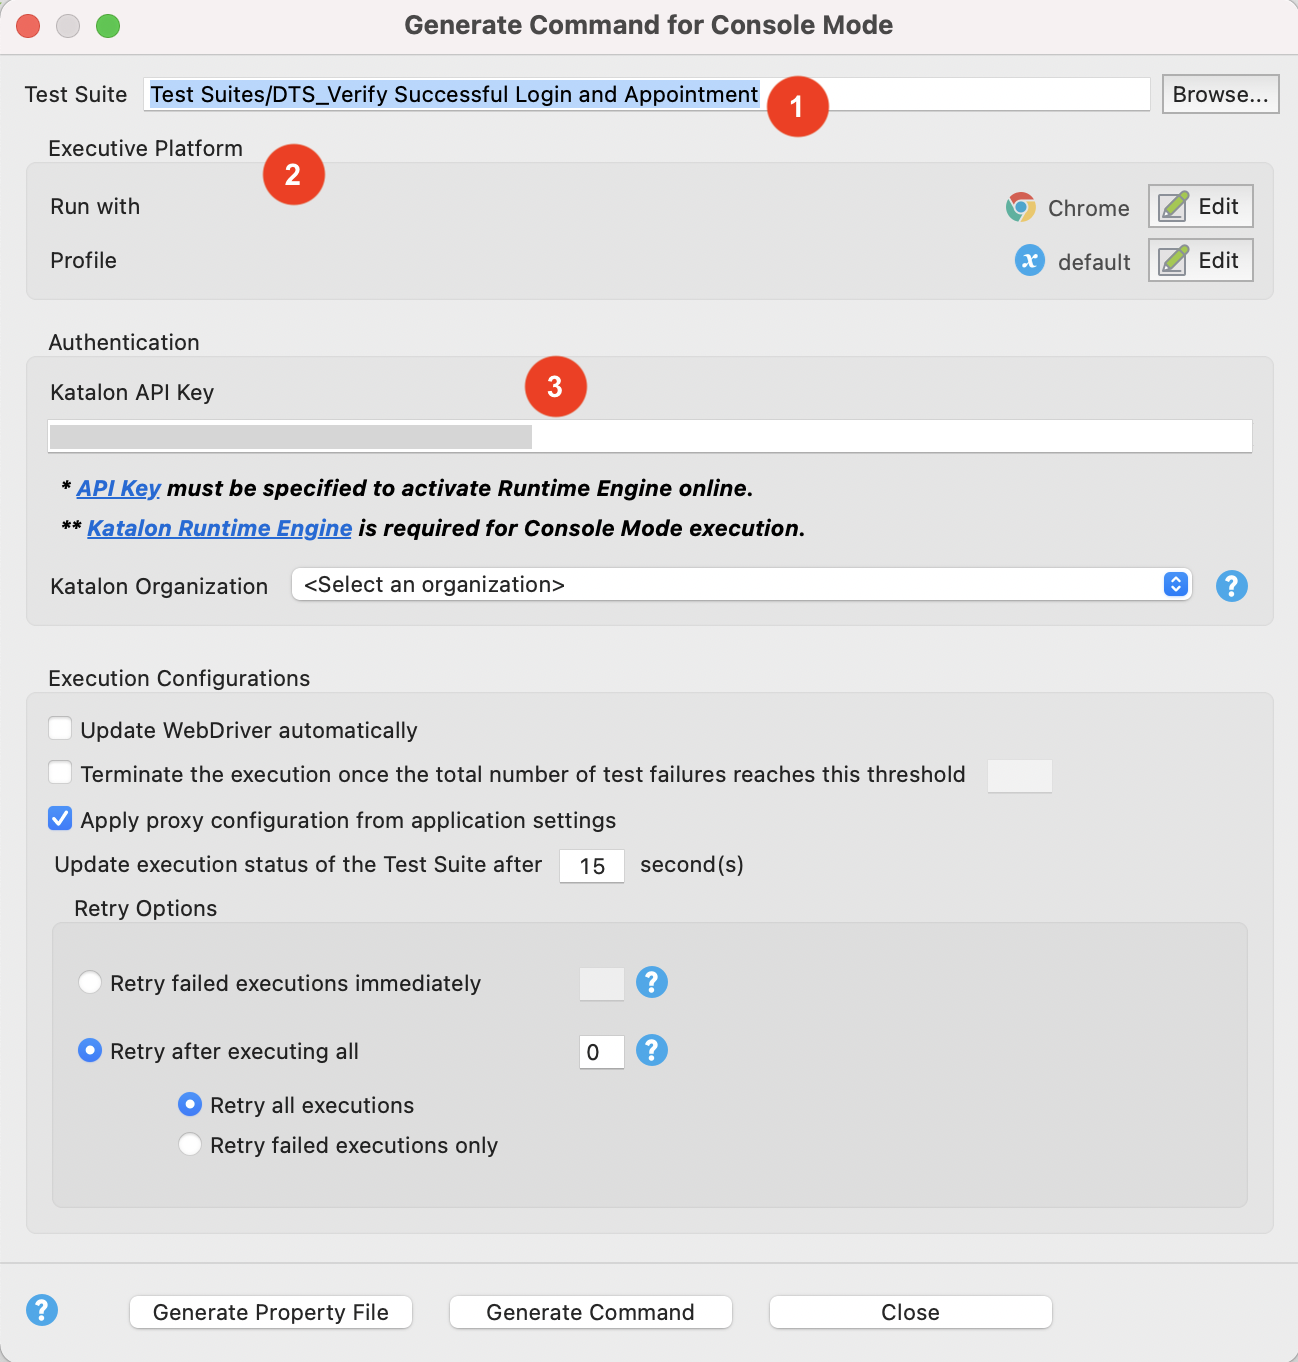 Generate Command for Console Mode
Test Suite Test Suites/DTS_Verify Successful Login and Appointment 1 Browse...
Executive Platform 2
Run with Chrome Edit
Profile x default Edit
Authentication
Katalon API Key 3
* API Key must be specified to activate Runtime Engine online.
** Katalon Runtime Engine is required for Console Mode execution.
Katalon Organization <Select an organization> ?
Execution Configurations
Update WebDriver automatically
Terminate the execution once the total number of test failures reaches this threshold
Apply proxy configuration from application settings
Update execution status of the Test Suite after 15 second(s)
Retry Options
Retry failed executions immediately ?
Retry after executing all 0 ?
Retry all executions
Retry failed executions only
? Generate Property File Generate Command Close